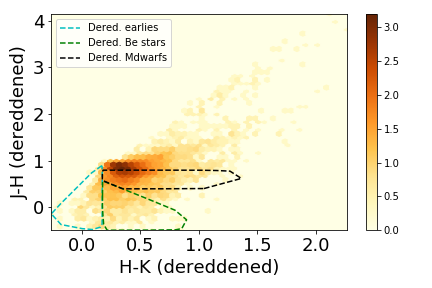 Dered. earlies
Dered. Be stars
Dered. Mdwarfs
J-H (dereddened)
4
3
2
1
0
0.0 0.5 1.0 1.5 2.0
H-K (dereddened)
3.0
2.5
2.0
1.5
1.0
0.5
0.0